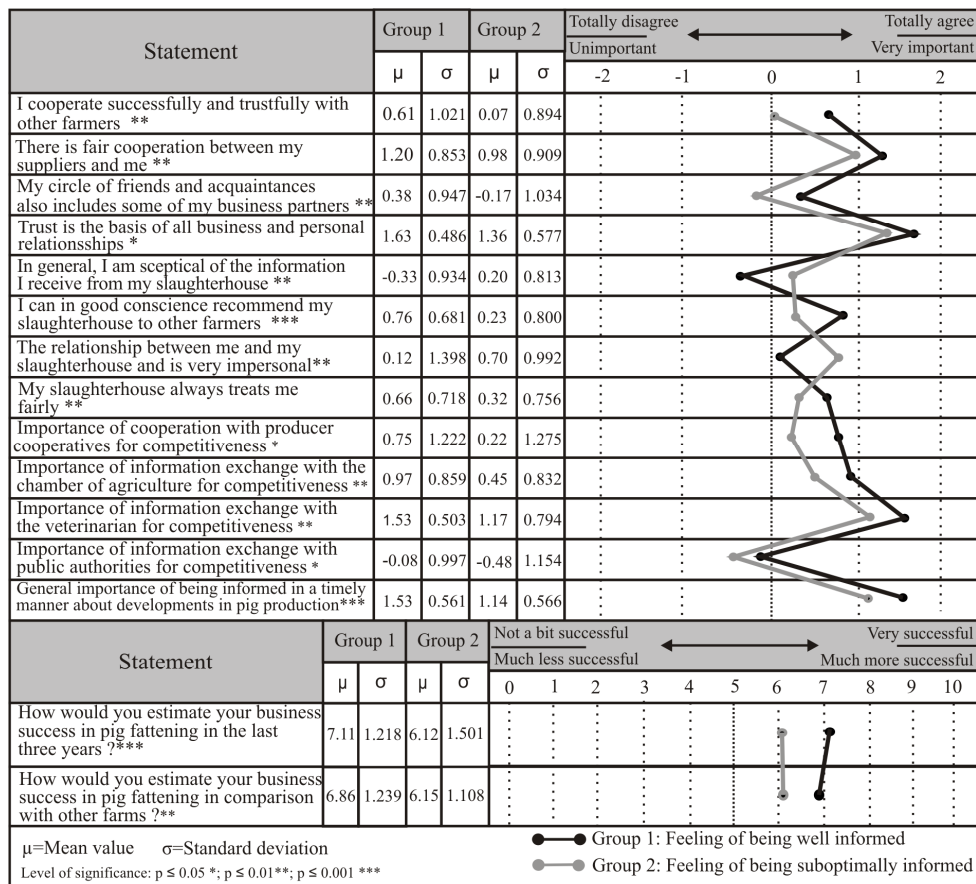 Statement
Group 1 Group 2
μ σ μ σ
Totally disagree Totally agree
Unimportant Very important
-2 -1 0 1 2
I cooperate successfully and trustfully with
other farmers ** 0.61 1.021 0.07 0.894
There is fair cooperation between my
suppliers and me ** 1.20 0.853 0.98 0.909
My circle of friends and acquaintances
also includes some of my business partners ** 0.38 0.947 -0.17 1.034
Trust is the basis of all business and personal
relationsships * 1.63 0.486 1.36 0.577
In general, I am sceptical of the information
I receive from my slaughterhouse ** -0.33 0.934 0.20 0.813
I can in good conscience recommend my
slaughterhouse to other farmers *** 0.76 0.681 0.23 0.800
The relationship between me and my
slaughterhouse and is very impersonal** 0.12 1.398 0.70 0.992
My slaughterhouse always treats me
fairly ** 0.66 0.718 0.32 0.756
Importance of cooperation with producer
cooperatives for competitiveness * 0.75 1.222 0.22 1.275
Importance of information exchange with the
chamber of agriculture for competitiveness ** 0.97 0.859 0.45 0.832
Importance of information exchange with
the veterinarian for competitiveness ** 1.53 0.503 1.17 0.794
Importance of information exchange with
public authorities for competitiveness * -0.08 0.997 -0.48 1.154
General importance of being informed in a timely
manner about developments in pig production*** 1.53 0.561 1.14 0.566
Statement
Group 1 Group 2
μ σ μ σ
Not a bit successful Very successful
Much less successful Much more successful
0 1 2 3 4 5 6 7 8 9 10
How would you estimate your business
success in pig fattening in the last
three years ?*** 7.11 1.218 6.12 1.501
How would you estimate your business
success in pig fattening in comparison
with other farms ?** 6.86 1.239 6.15 1.108
μ=Mean value σ=Standard deviation
Level of significance: p ≤ 0.05 *; p ≤ 0.01**; p ≤ 0.001 ***
Group 1: Feeling of being well informed
Group 2: Feeling of being suboptimally informed